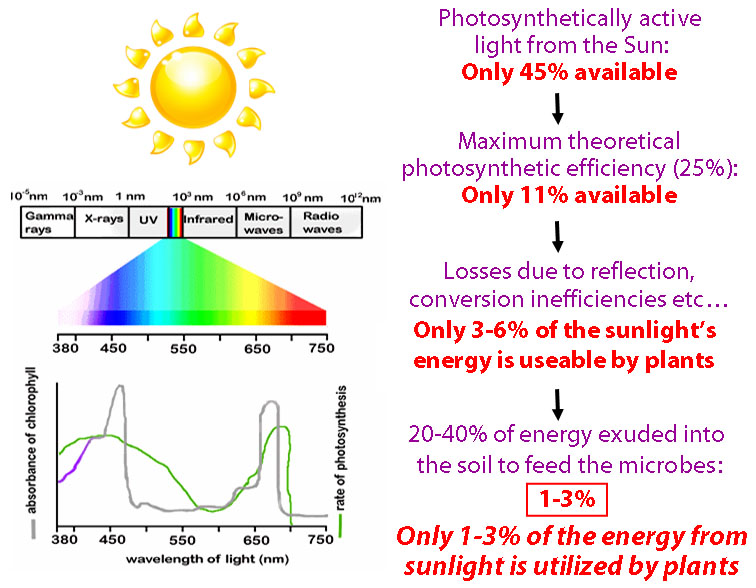 Photosynthetically active
light from the Sun:
Only 45% available
Maximum theoretical
photosynthetic efficiency (25%):
Only 11% available
Losses due to reflection,
conversion inefficiencies etc…
Only 3-6% of the sunlight's
energy is useable by plants
20-40% of energy exuded into
the soil to feed the microbes:
1-3%
Only 1-3% of the energy from
sunlight is utilized by plants
10⁻⁵nm 10⁻³nm 1 nm 10³nm 10⁶nm 10⁹nm 10¹²nm
Gamma rays
X-rays
UV
Infrared
Micro-waves
Radio waves
380 450 550 650 750
absorbance of chlorophyll
rate of photosynthesis
380 450 550 650 750
wavelength of light (nm)